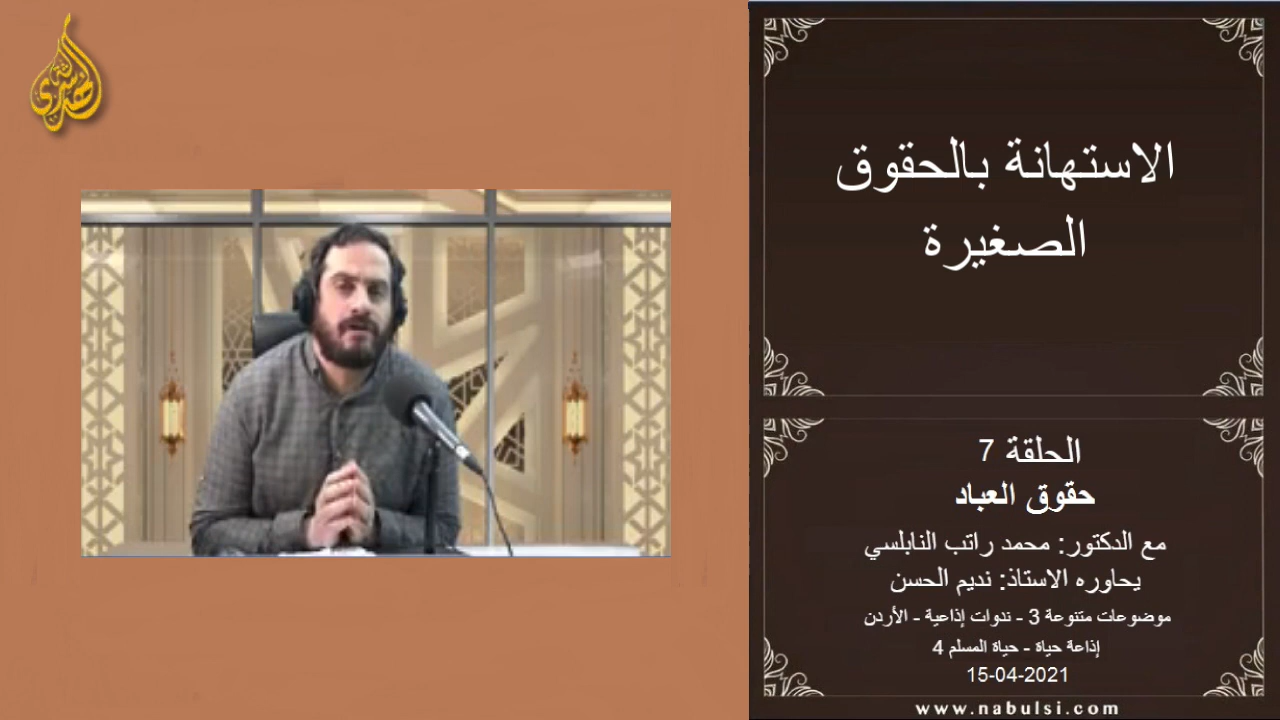 الاستهانة بالحقوق
الصغيرة
الحلقة 7
حقوق العباد
مع الدكتور: محمد راتب النابلسي
يحاوره الاستاذ: نديم الحسن
موضوعات متنوعة 3 - ندوات إذاعية - الأردن
إذاعة حياة - حياة المسلم 4
15-04-2021
www.nabulsi.com